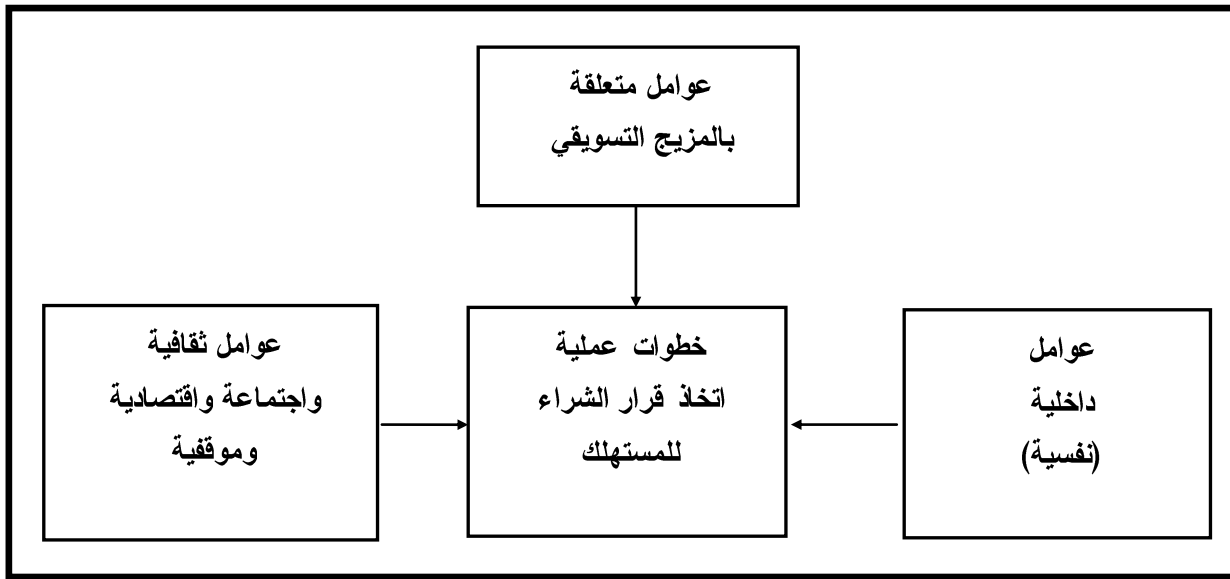 عوامل متعلقة
بالمزيج التسويقي
عوامل
داخلية
(نفسية)
خطوات عملية
اتخاذ قرار الشراء
للمستهلك
عوامل ثقافية
واجتماعة واقتصادية
وموقفية